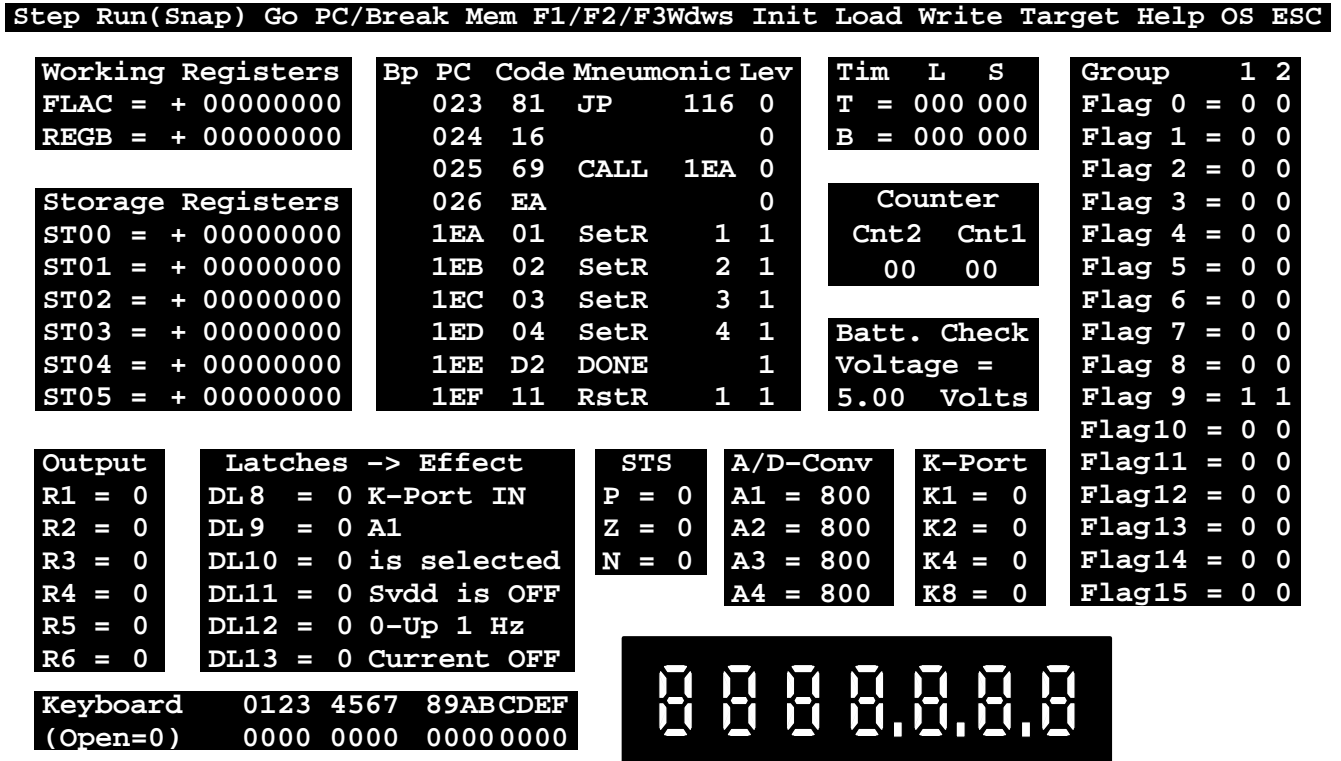 Step Run(Snap) Go PC/Break Mem F1/F2/F3Wdws Init Load Write Target Help OS ESC
Working Registers
FLAC = + 00000000
REGB = + 00000000
Storage Registers
ST00 = + 00000000
ST01 = + 00000000
ST02 = + 00000000
ST03 = + 00000000
ST04 = + 00000000
ST05 = + 00000000
Bp PC Code Mneumonic Lev
023 81 JP 116 0
024 16 0
025 69 CALL 1EA 0
026 EA 0
1EA 01 SetR 1 1
1EB 02 SetR 2 1
1EC 03 SetR 3 1
1ED 04 SetR 4 1
1EE D2 DONE 1
1EF 11 RstR 1 1
Tim L S
T = 000 000
B = 000 000
Counter
Cnt2 Cnt1
00 00
Batt. Check
Voltage =
5.00 Volts
Group 1 2
Flag 0 = 0 0
Flag 1 = 0 0
Flag 2 = 0 0
Flag 3 = 0 0
Flag 4 = 0 0
Flag 5 = 0 0
Flag 6 = 0 0
Flag 7 = 0 0
Flag 8 = 0 0
Flag 9 = 1 1
Flag10 = 0 0
Flag11 = 0 0
Flag12 = 0 0
Flag13 = 0 0
Flag14 = 0 0
Flag15 = 0 0
Output
R1 = 0
R2 = 0
R3 = 0
R4 = 0
R5 = 0
R6 = 0
Latches -> Effect
DL8 = 0 K-Port IN
DL9 = 0 A1
DL10 = 0 is selected
DL11 = 0 Svdd is OFF
DL12 = 0 0-Up 1 Hz
DL13 = 0 Current OFF
STS
P = 0
Z = 0
N = 0
A/D-Conv
A1 = 800
A2 = 800
A3 = 800
A4 = 800
K-Port
K1 = 0
K2 = 0
K4 = 0
K8 = 0
Keyboard 0123 4567 89ABCDEF
(Open=0) 0000 0000 00000000
8 8 8 8.8.8.8